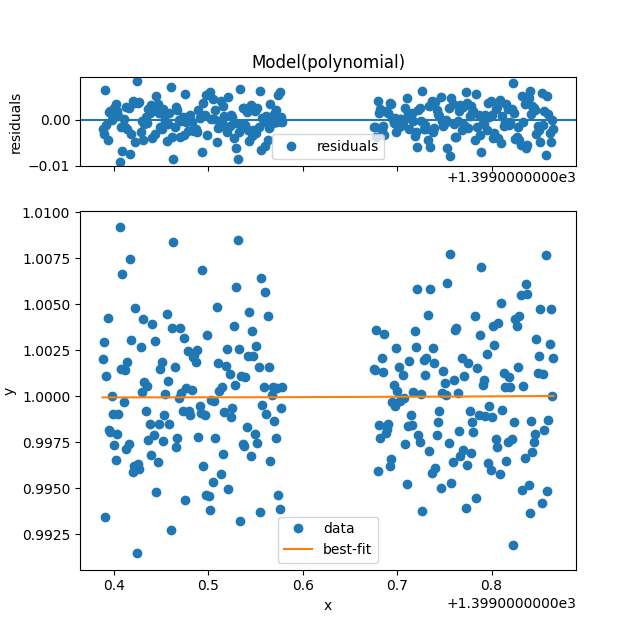 Model(polynomial)
residuals
0.00
−0.01
residuals
+1.3990000000e3
y
1.0100
1.0075
1.0050
1.0025
1.0000
0.9975
0.9950
0.9925
data
best-fit
0.4 0.5 0.6 0.7 0.8
x
+1.3990000000e3